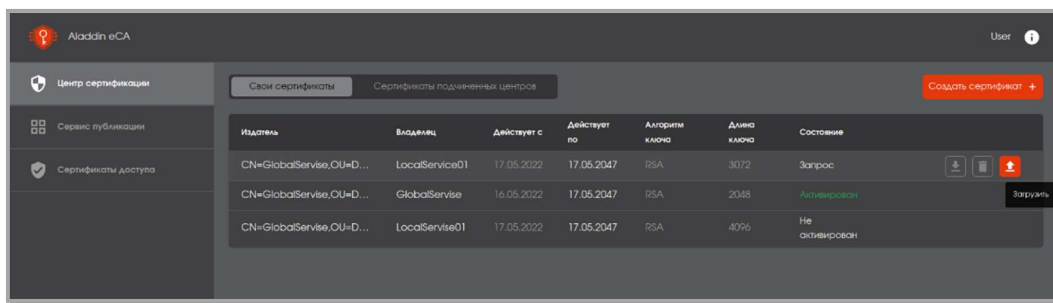 Aladdin eCA
User
Центр сертификации
Сервис публикации
Сертификаты доступа
Свои сертификаты Сертификаты подчиненных центров
Создать сертификат +
Издатель Владелец Действует с Действует по Алгоритм ключа Длина ключа Состояние
CN=GlobalServise,OU=D... LocalService01 17.05.2022 17.05.2047 RSA 3072 Запрос
Загрузить
CN=GlobalServise,OU=D... GlobalServise 16.05.2022 17.05.2047 RSA 2048 Активирован
CN=GlobalServise,OU=D... LocalServise01 17.05.2022 17.05.2047 RSA 4096 Не активирован